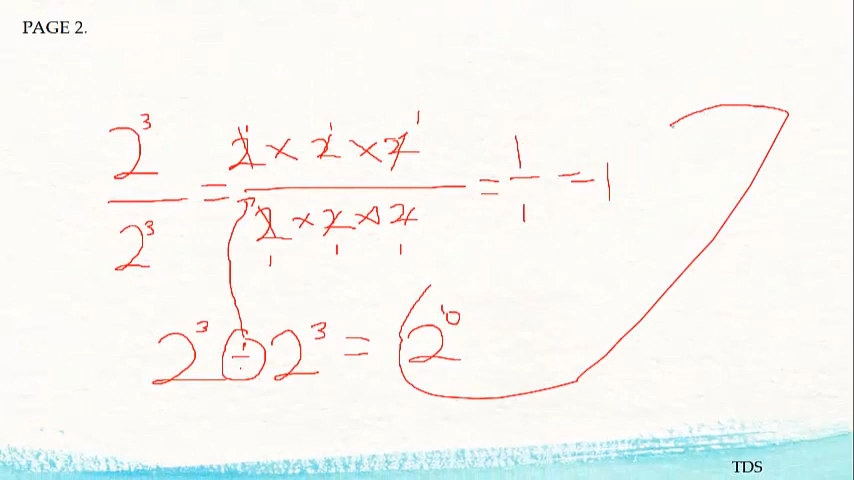 PAGE 2.
2³/2³ = 2 × 2 × 2 / 2 × 2 × 2 = 1/1 = 1
2³ ÷ 2³ = 2⁰
TDS